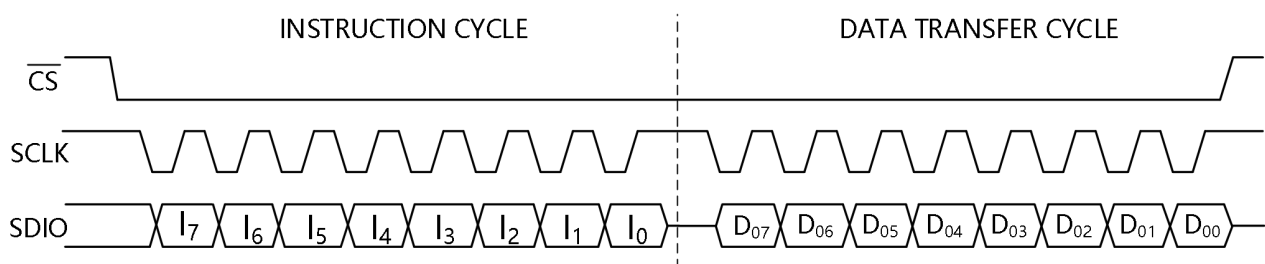 INSTRUCTION CYCLE DATA TRANSFER CYCLE
C̅S̅
SCLK
SDIO I₇ I₆ I₅ I₄ I₃ I₂ I₁ I₀ D₀₇ D₀₆ D₀₅ D₀₄ D₀₃ D₀₂ D₀₁ D₀₀